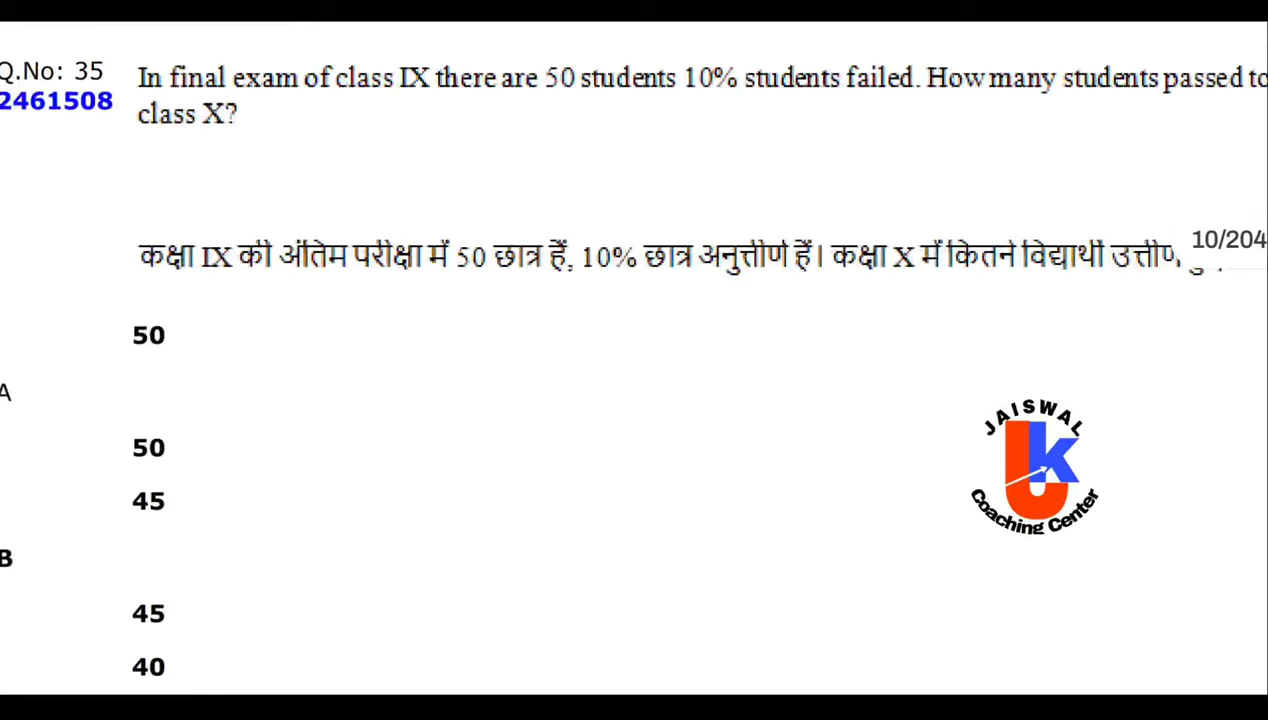 Q.No: 35
2461508
In final exam of class IX there are 50 students 10% students failed. How many students passed to
class X?
10/204
कक्षा IX की अंतिम परीक्षा में 50 छात्र हैं, 10% छात्र अनुत्तीर्ण हैं। कक्षा X में कितने विद्यार्थी उत्तीर्ण
50
A
50
45
B
45
40
JAISWAL
Jk
Coaching Center